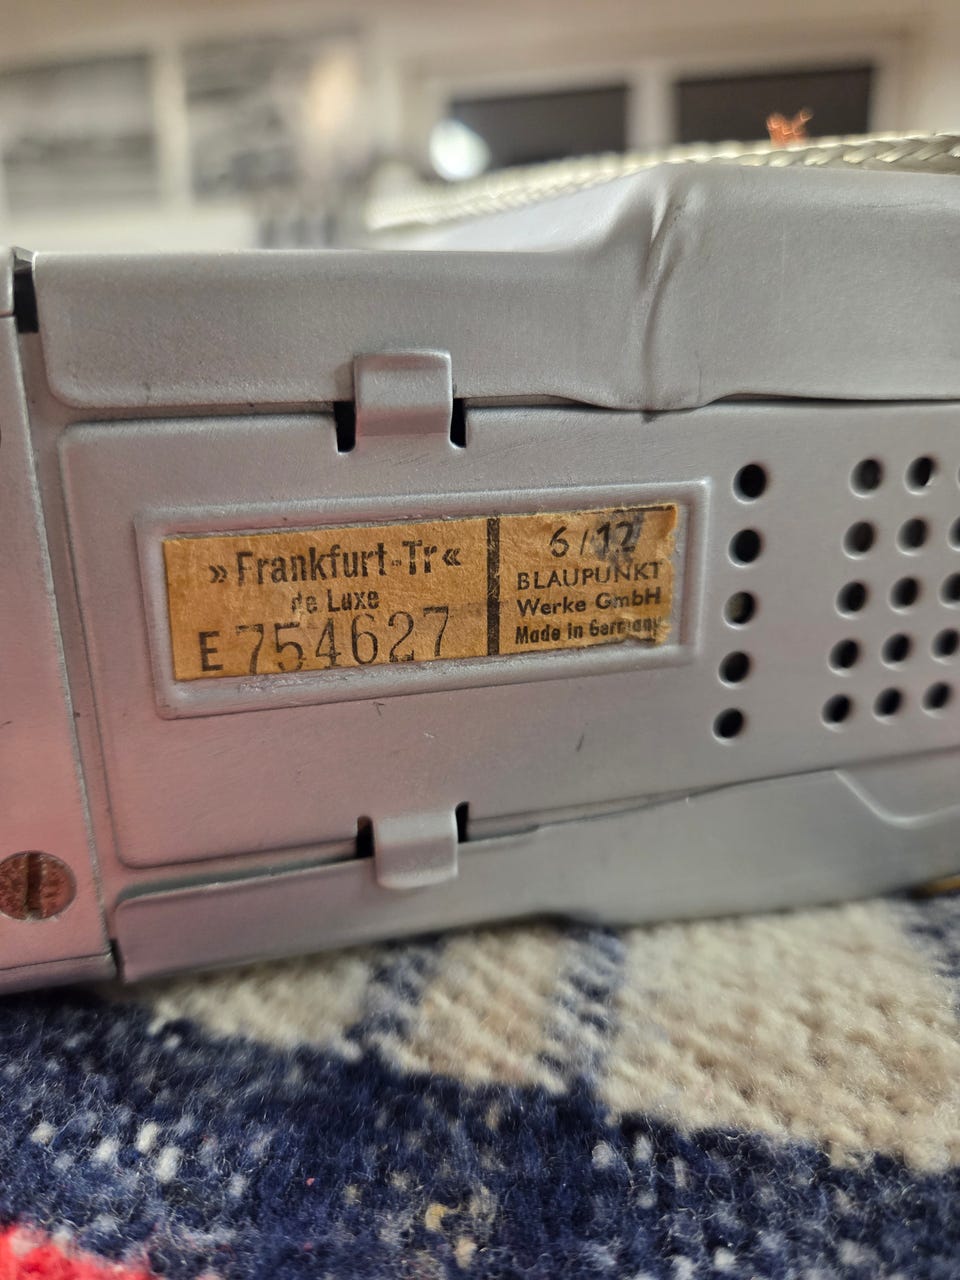 »Frankfurt-Tr«
de Luxe
E 754627
6/12
BLAUPUNKT
Werke GmbH
Made in Germany